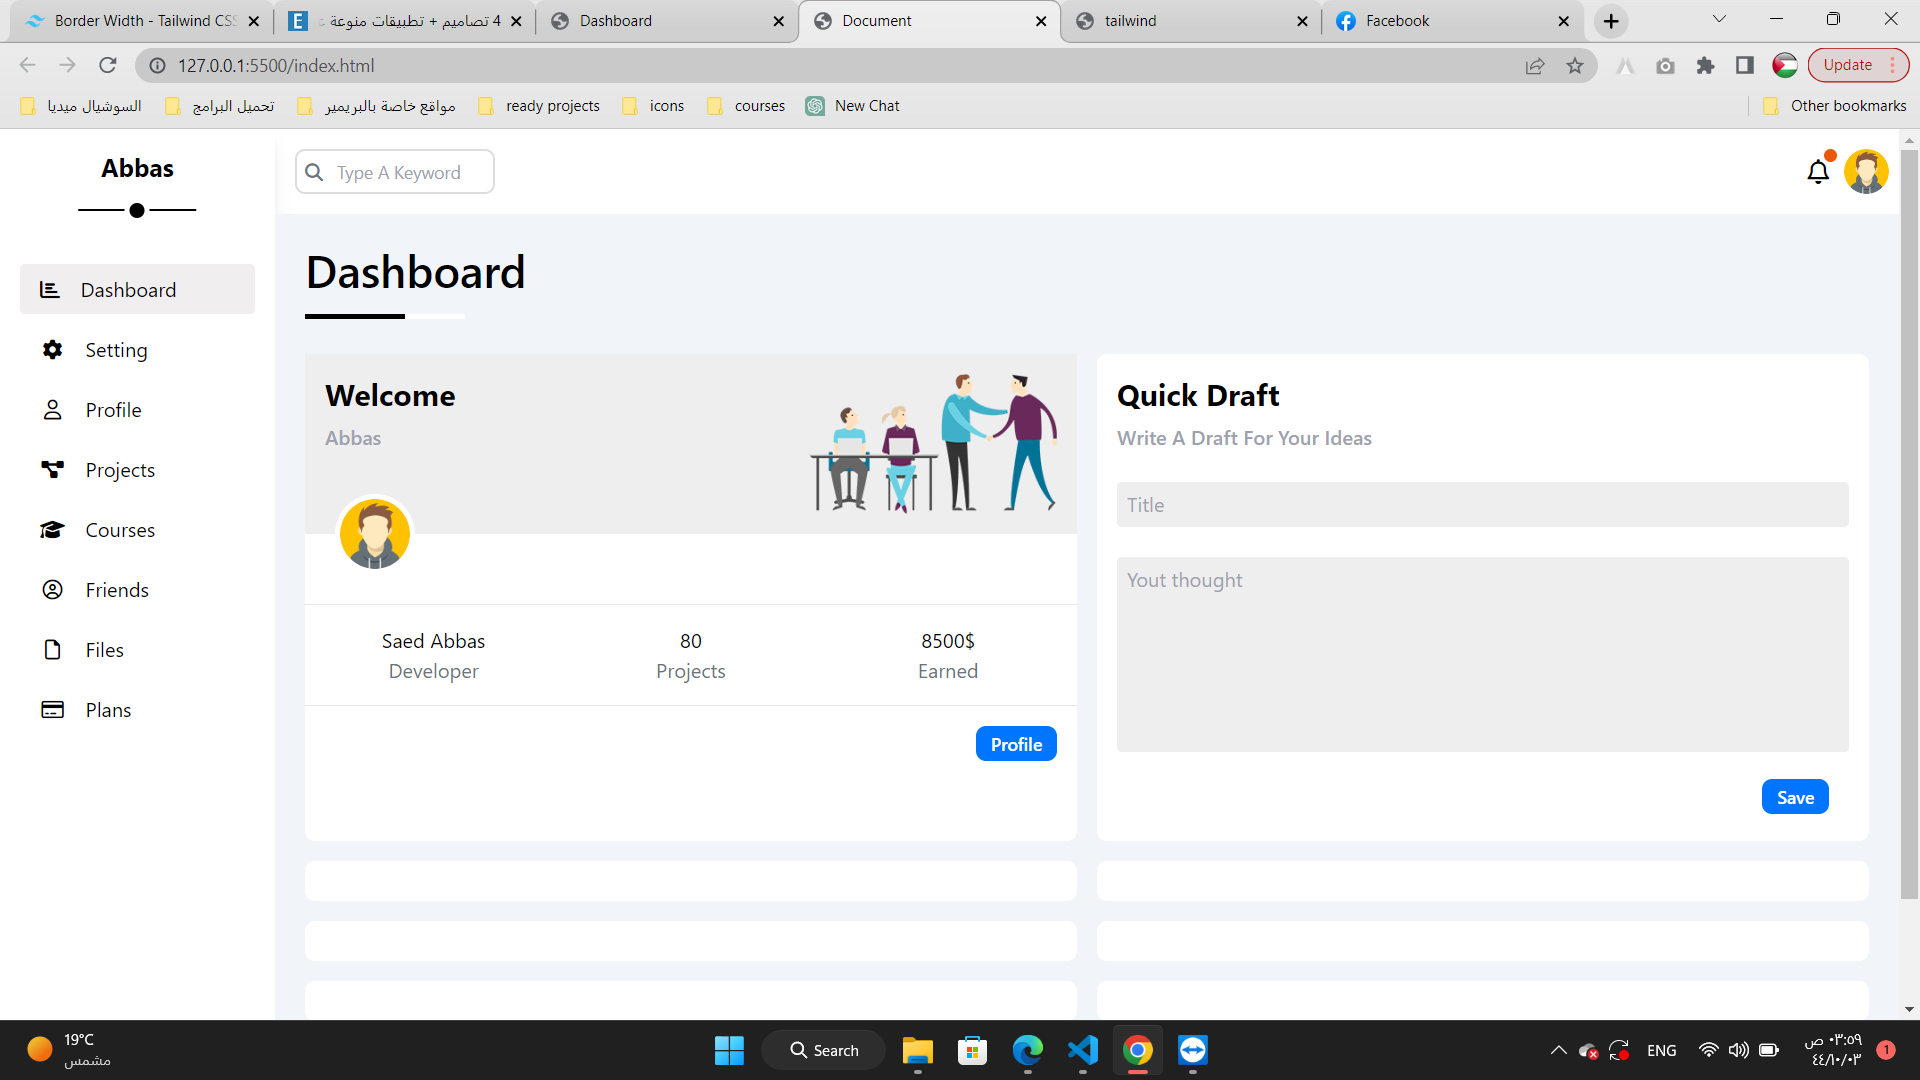 Border Width - Tailwind CSS
4 تصاميم + تطبيقات منوعة
Dashboard
Document
tailwind
Facebook
127.0.0.1:5500/index.html
Update
السوشيال ميديا
تحميل البرامج
مواقع خاصة بالبريمير
ready projects
icons
courses
New Chat
Other bookmarks
Abbas
Type A Keyword
Dashboard
Setting
Profile
Projects
Courses
Friends
Files
Plans
Dashboard
Welcome
Abbas
Saed Abbas
Developer
80
Projects
8500$
Earned
Profile
Quick Draft
Write A Draft For Your Ideas
Title
Yout thought
Save
19°C
مشمس
Search
ENG
٠٣:٥٩ ص
٤٤/١٠/٠٣
1